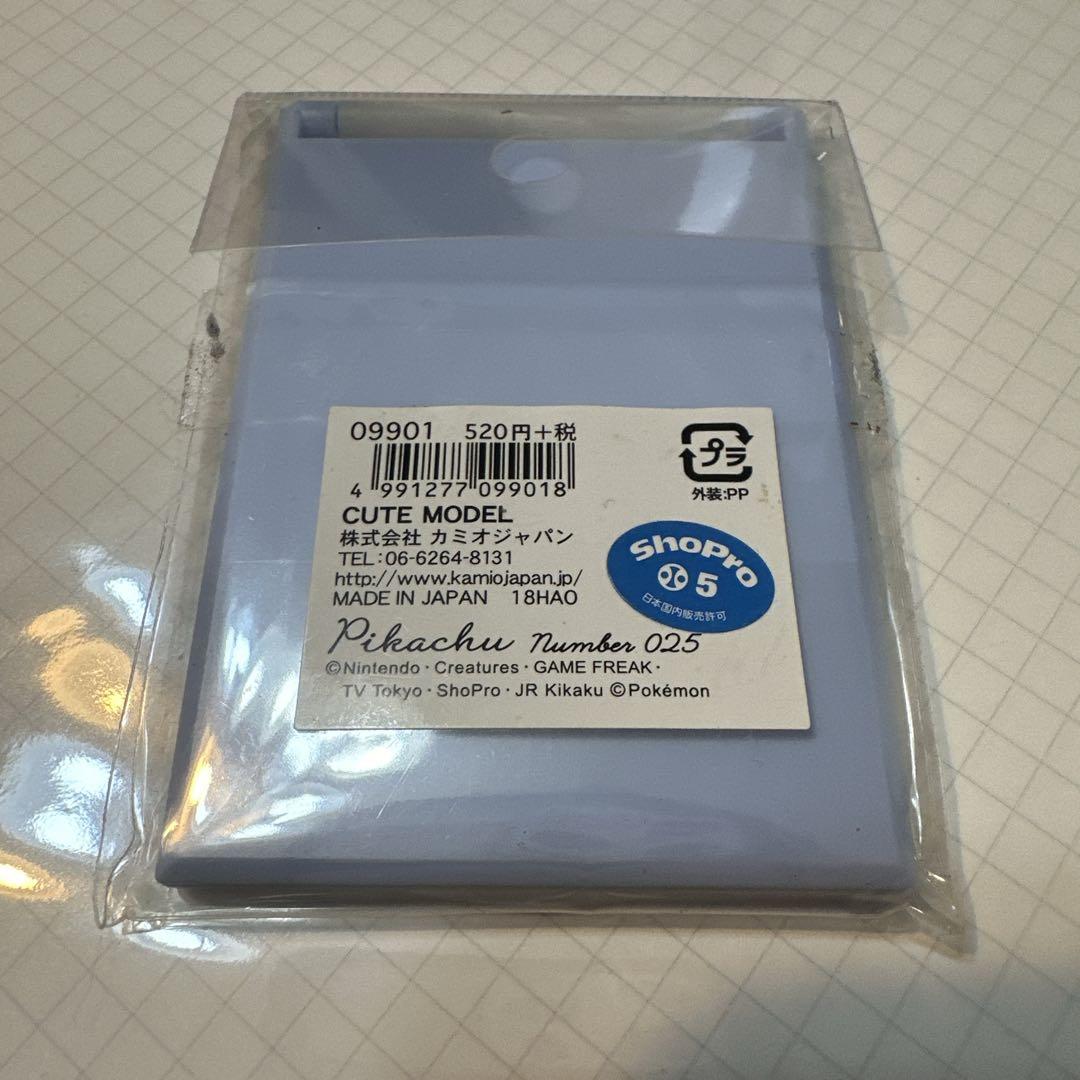 09901 520円+税
4 991277 099018
CUTE MODEL
株式会社 カミオジャパン
TEL:06-6264-8131
http://www.kamiojapan.jp/
MADE IN JAPAN 18HAO
プラ
外装:PP
ShoPro
5
日本国内販売許可
Pikachu Number 025
©Nintendo・Creatures・GAME FREAK・
TV Tokyo・ShoPro・JR Kikaku ©Pokémon